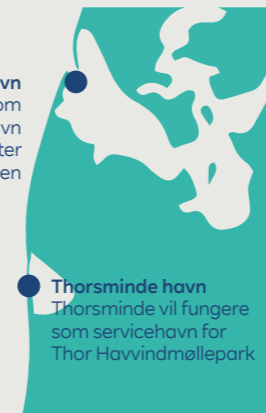 vn
om
vn
ter
en
Thorsminde havn
Thorsminde vil fungere
som servicehavn for
Thor Havvindmøllepark